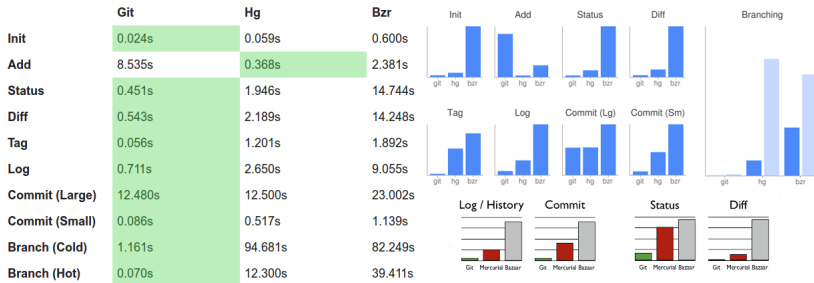 Git Hg Bzr
Init 0.024s 0.059s 0.600s
Add 8.535s 0.368s 2.381s
Status 0.451s 1.946s 14.744s
Diff 0.543s 2.189s 14.248s
Tag 0.056s 1.201s 1.892s
Log 0.711s 2.650s 9.055s
Commit (Large) 12.480s 12.500s 23.002s
Commit (Small) 0.086s 0.517s 1.139s
Branch (Cold) 1.161s 94.681s 82.249s
Branch (Hot) 0.070s 12.300s 39.411s
Init Add Status Diff Branching
git hg bzr git hg bzr git hg bzr git hg bzr
Tag Log Commit (Lg) Commit (Sm)
git hg bzr git hg bzr git hg bzr git hg bzr git hg bzr
Log / History Commit Status Diff
Git Mercurial Bazaar Git Mercurial Bazaar Git Mercurial Bazaar Git Mercurial Bazaar